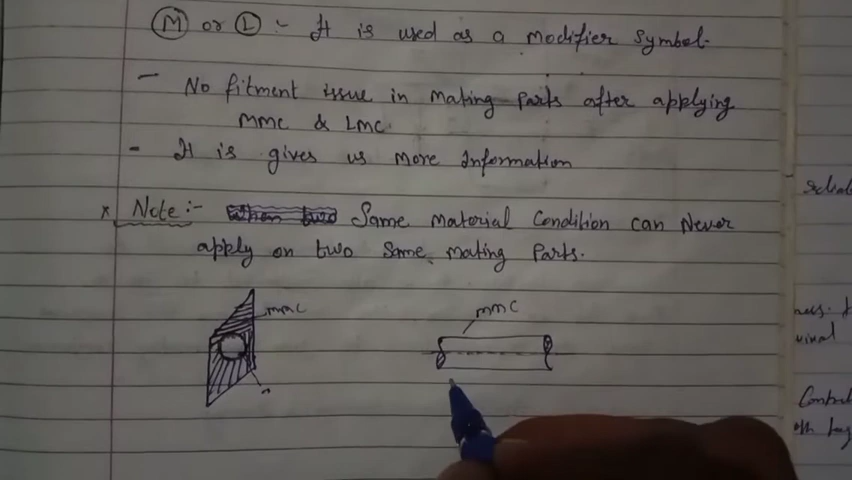 Ⓜ or Ⓛ :- It is used as a modifier symbol.
- No fitment issue in mating Parts after applying
MMC & LMC.
- It is gives us more Information
x Note:- Same material Condition can Never
apply on two same mating Parts.
mmc
mmc
Control